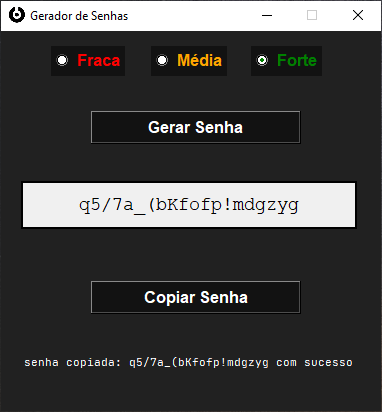 Gerador de Senhas
Fraca Média Forte
Gerar Senha
q5/7a_(bKfofp!mdgzyg
Copiar Senha
senha copiada: q5/7a_(bKfofp!mdgzyg com sucesso